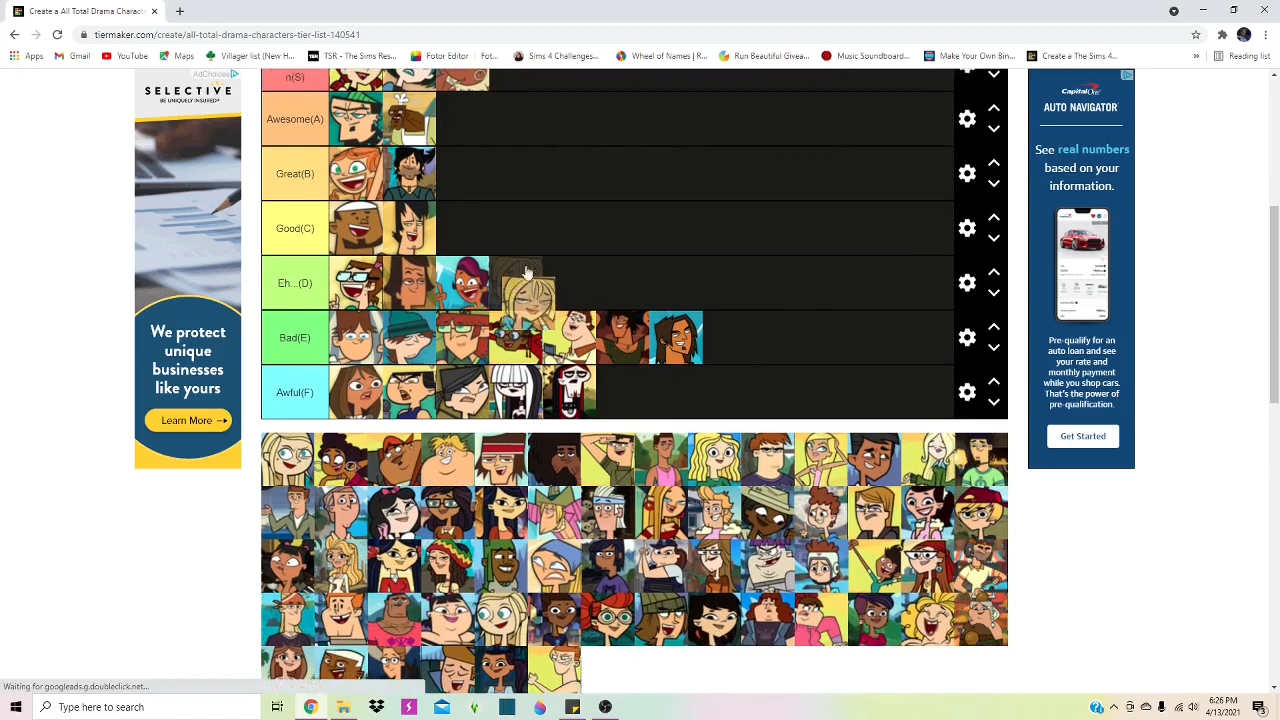 Create a All Total Drama Charact
tiermaker.com/create/all-total-drama-characters-tier-list-140541
Apps
Gmail
YouTube
Maps
Villager list (New H...
TSR - The Sims Res...
Fotor Editor | Fot...
Sims 4 Challenges...
Wheel of Names | R...
Run Beautiful Givea...
Music Soundboard...
Make Your Own Bin...
Create a The Sims 4...
»
Reading list
AdChoices
SELECTIVE
BE UNIQUELY INSURED®
We protect
unique
businesses
like yours
Learn More →
n(S)
Awesome(A)
Great(B)
Good(C)
Eh...(D)
Bad(E)
Awful(F)
Capital One
AUTO NAVIGATOR
See real numbers
based on your
information.
Pre-qualify for an
auto loan and see
your rate and
monthly payment
while you shop cars.
That's the power of
pre-qualification.
Get Started
Waiting for googleads.g.doubleclick.net...
Type here to search
6:26 PM
4/13/2021